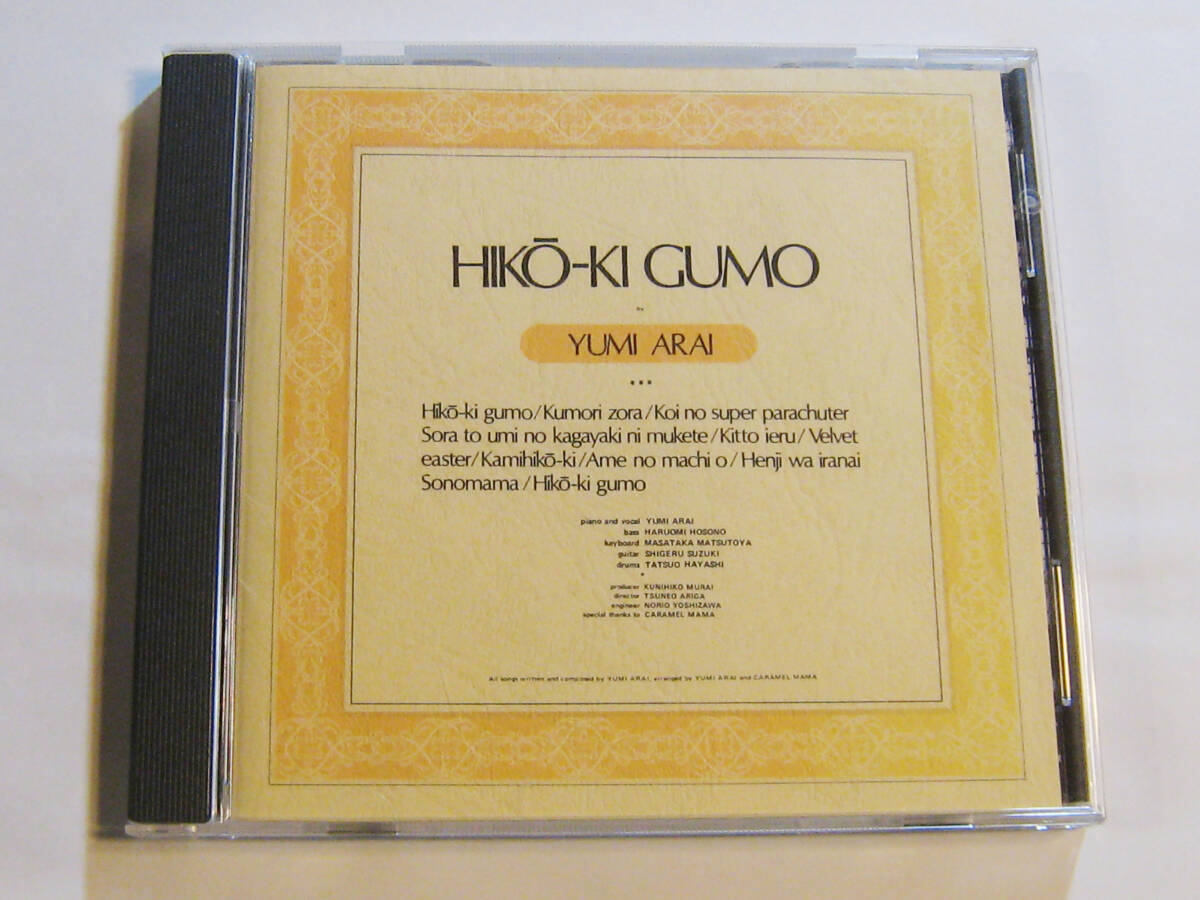 HIKŌ-KI GUMO
by
YUMI ARAI
Hikō-ki gumo/Kumori zora/Koi no super parachuter
Sora to umi no kagayaki ni mukete/Kitto ieru/Velvet
easter/Kamihikō-ki/Ame no machi o/Henji wa iranai
Sonomama/Hikō-ki gumo
piano and vocal YUMI ARAI
bass HARUOMI HOSONO
keyboard MASATAKA MATSUTOYA
guitar SHIGERU SUZUKI
drums TATSUO HAYASHI
producer KUNIHIKO MURAI
director TSUNEO ARIGA
engineer NORIO YOSHIZAWA
special thanks to CARAMEL MAMA
All songs written and composed by YUMI ARAI, arranged by YUMI ARAI and CARAMEL MAMA